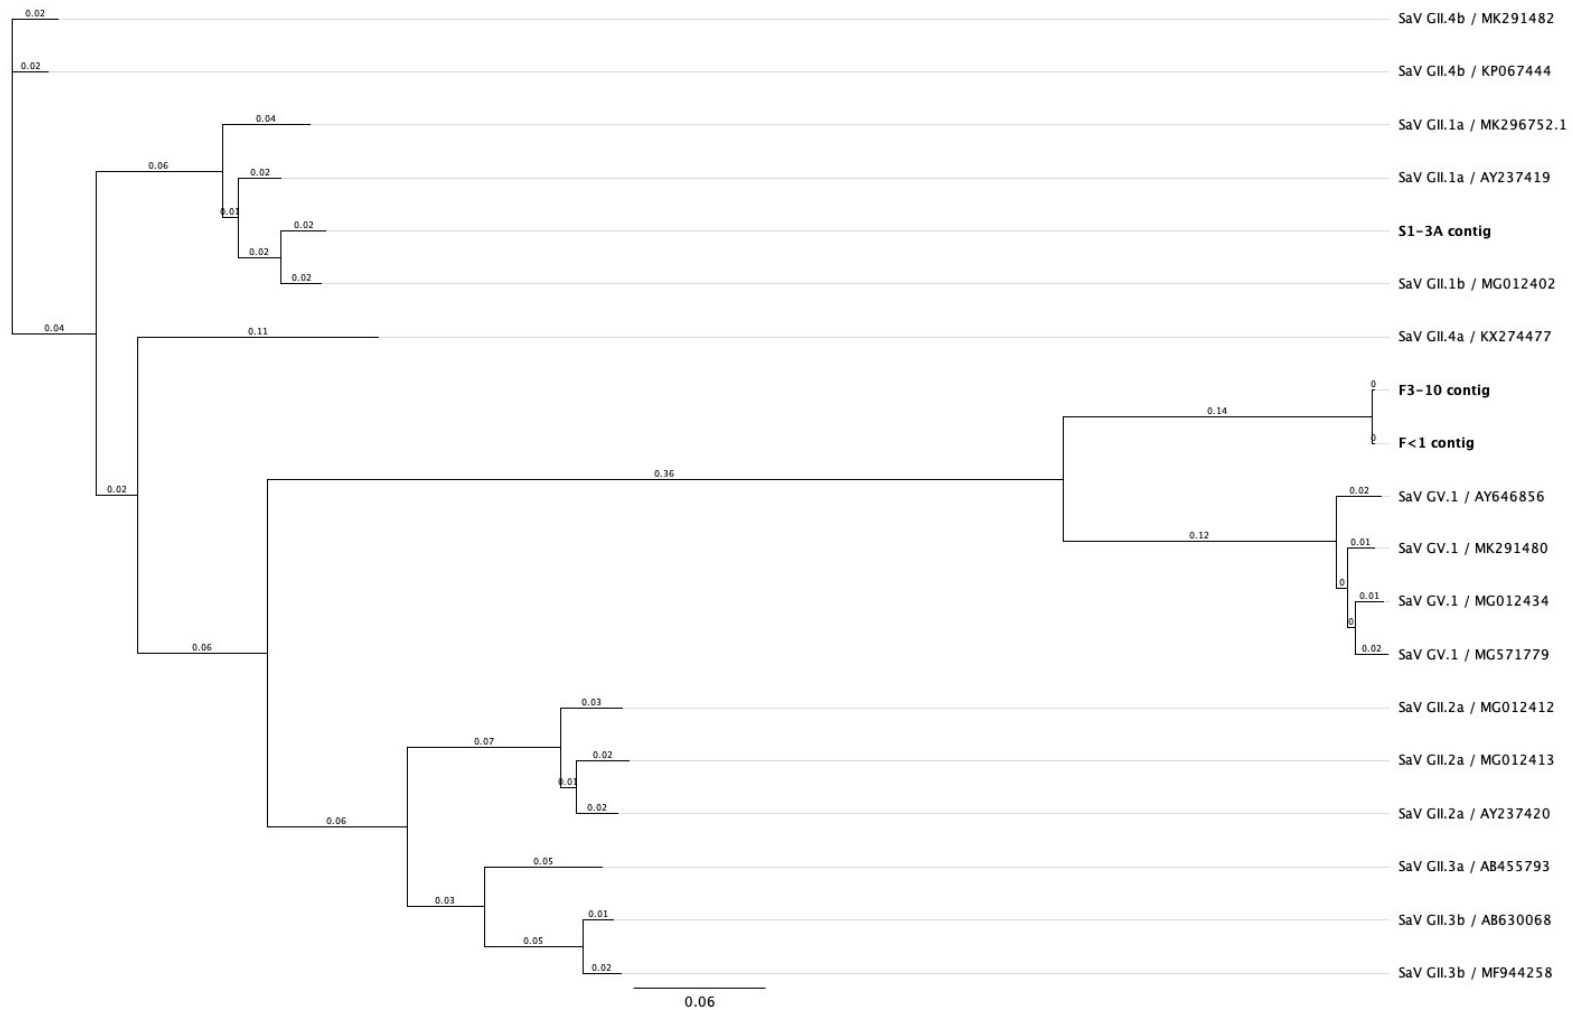 0.02 SaV GII.4b / MK291482
0.02 SaV GII.4b / KP067444
0.04 SaV GII.1a / MK296752.1
0.06
0.02 SaV GII.1a / AY237419
0.01
0.02 S1-3A contig
0.02
0.02 SaV GII.1b / MG012402
0.04
0.11 SaV GII.4a / KX274477
0 F3-10 contig
0.14
0 F<1 contig
0.36
0.02
0.02 SaV GV.1 / AY646856
0.12
0.01 SaV GV.1 / MK291480
0
0.01 SaV GV.1 / MG012434
0
0.06
0.02 SaV GV.1 / MG571779
0.03 SaV GII.2a / MG012412
0.07
0.02 SaV GII.2a / MG012413
0.01
0.02 SaV GII.2a / AY237420
0.06
0.05 SaV GII.3a / AB455793
0.03
0.01 SaV GII.3b / AB630068
0.05
0.02 SaV GII.3b / MF944258
0.06